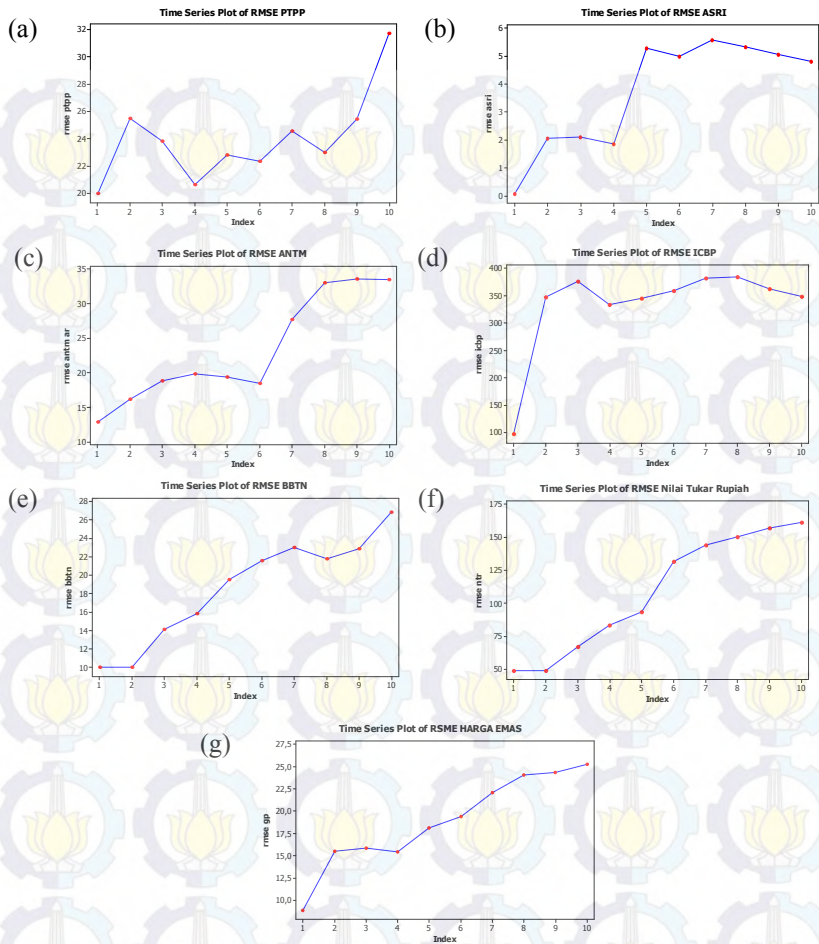 (a)
Time Series Plot of RMSE PTPP
rmse ptpp
32
30
28
26
24
22
20
1 2 3 4 5 6 7 8 9 10
Index
(b)
Time Series Plot of RMSE ASRI
rmse asri
6
5
4
3
2
1
0
1 2 3 4 5 6 7 8 9 10
Index
(c)
Time Series Plot of RMSE ANTM
rmse antm ar
35
30
25
20
15
10
1 2 3 4 5 6 7 8 9 10
Index
(d)
Time Series Plot of RMSE ICBP
rmse icbp
400
350
300
250
200
150
100
1 2 3 4 5 6 7 8 9 10
Index
(e)
Time Series Plot of RMSE BBTN
rmse bbtn
28
26
24
22
20
18
16
14
12
10
1 2 3 4 5 6 7 8 9 10
Index
(f)
Time Series Plot of RMSE Nilai Tukar Rupiah
rmse ntr
175
150
125
100
75
50
1 2 3 4 5 6 7 8 9 10
Index
(g)
Time Series Plot of RSME HARGA EMAS
rmse gp
27,5
25,0
22,5
20,0
17,5
15,0
12,5
10,0
1 2 3 4 5 6 7 8 9 10
Index